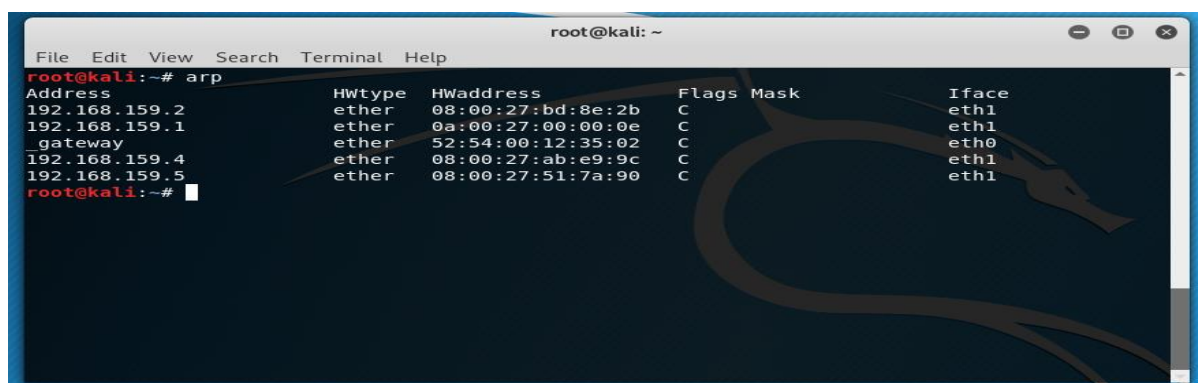 root@kali: ~
File Edit View Search Terminal Help
root@kali:~# arp
Address HWtype HWaddress Flags Mask Iface
192.168.159.2 ether 08:00:27:bd:8e:2b C eth1
192.168.159.1 ether 0a:00:27:00:00:0e C eth1
_gateway ether 52:54:00:12:35:02 C eth0
192.168.159.4 ether 08:00:27:ab:e9:9c C eth1
192.168.159.5 ether 08:00:27:51:7a:90 C eth1
root@kali:~#